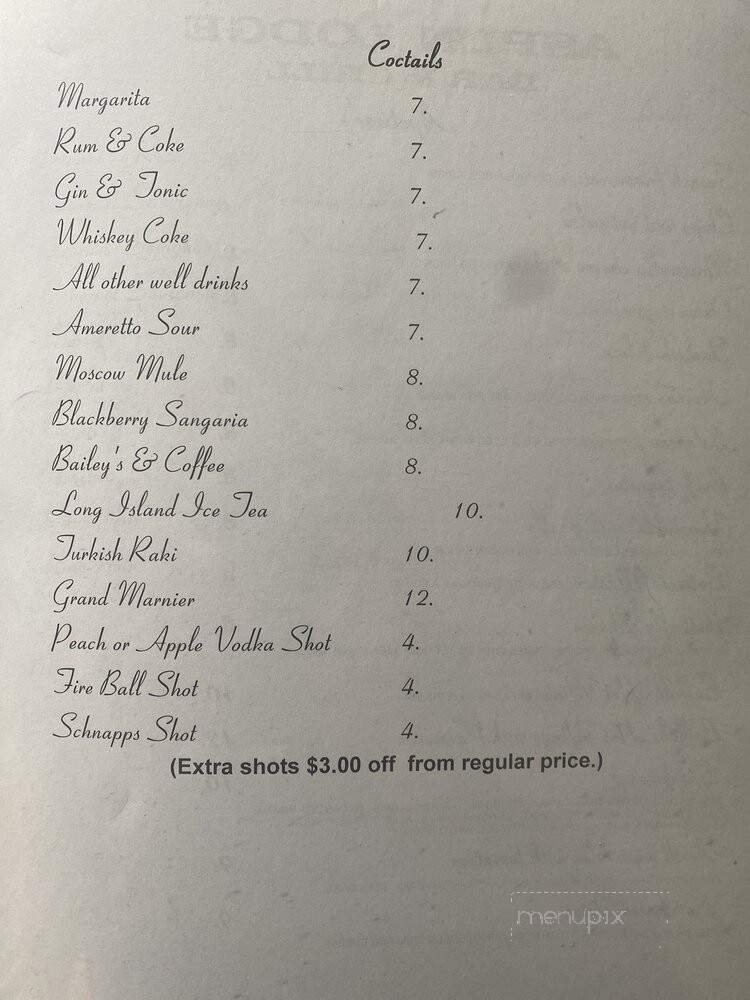 Coctails
Margarita 7.
Rum & Coke 7.
Gin & Tonic 7.
Whiskey Coke 7.
All other well drinks 7.
Ameretto Sour 7.
Moscow Mule 8.
Blackberry Sangaria 8.
Bailey's & Coffee 8.
Long Island Ice Tea 10.
Turkish Raki 10.
Grand Marnier 12.
Peach or Apple Vodka Shot 4.
Fire Ball Shot 4.
Schnapps Shot 4.
(Extra shots $3.00 off from regular price.)
menupix